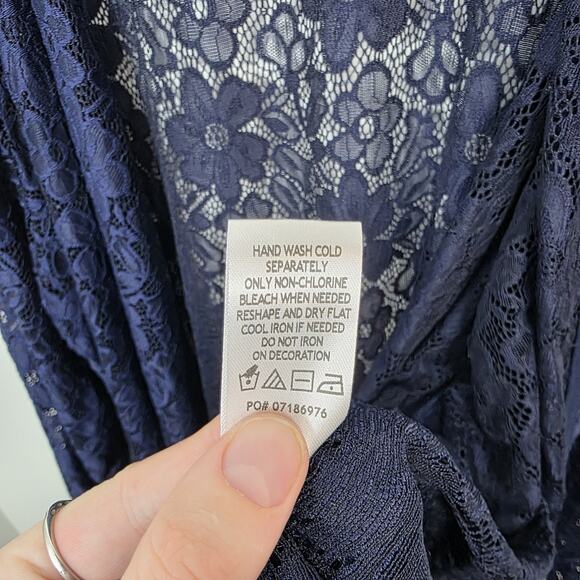 HAND WASH COLD
SEPARATELY
ONLY NON-CHLORINE
BLEACH WHEN NEEDED
RESHAPE AND DRY FLAT
COOL IRON IF NEEDED
DO NOT IRON
ON DECORATION
PO# 07186976